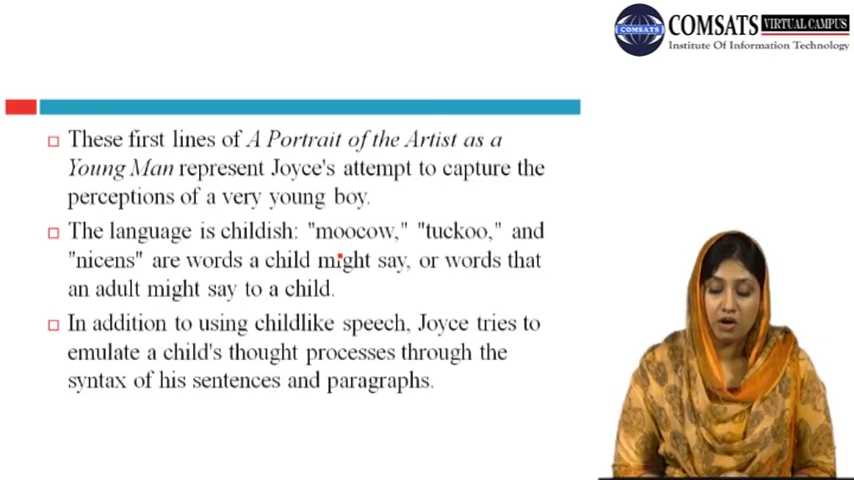 COMSATS
COMSATS VIRTUAL CAMPUS
Institute Of Information Technology
These first lines of A Portrait of the Artist as a
Young Man represent Joyce's attempt to capture the
perceptions of a very young boy.
The language is childish: "moocow," "tuckoo," and
"nicens" are words a child might say, or words that
an adult might say to a child.
In addition to using childlike speech, Joyce tries to
emulate a child's thought processes through the
syntax of his sentences and paragraphs.